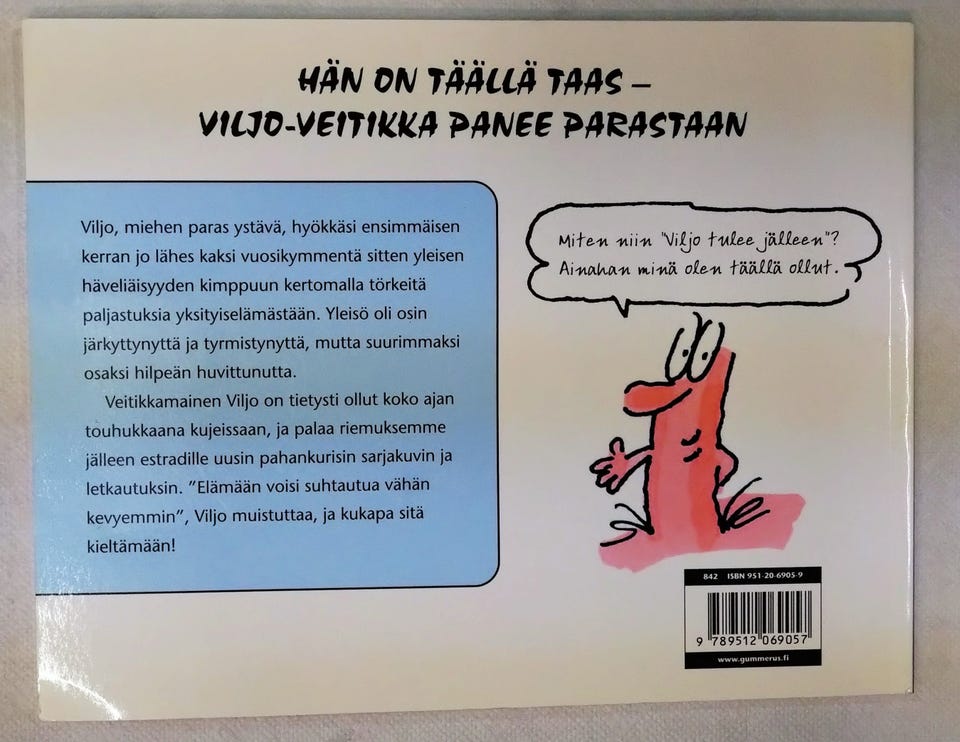 HÄN ON TÄÄLLÄ TAAS –
VILJO-VEITIKKA PANEE PARASTAAN
Viljo, miehen paras ystävä, hyökkäsi ensimmäisen
kerran jo lähes kaksi vuosikymmentä sitten yleisen
häveliäisyyden kimppuun kertomalla törkeitä
paljastuksia yksityiselämästään. Yleisö oli osin
järkyttynyttä ja tyrmistynyttä, mutta suurimmaksi
osaksi hilpeän huvittunutta.
Veitikkamainen Viljo on tietysti ollut koko ajan
touhukkaana kujeissaan, ja palaa riemuksemme
jälleen estradille uusin pahankurisin sarjakuvin ja
letkautuksin. ”Elämään voisi suhtautua vähän
kevyemmin”, Viljo muistuttaa, ja kukapa sitä
kieltämään!
Miten niin "Viljo tulee jälleen"?
Ainahan minä olen täällä ollut.
842 ISBN 951-20-6905-9
9 789512 069057
www.gummerus.fi